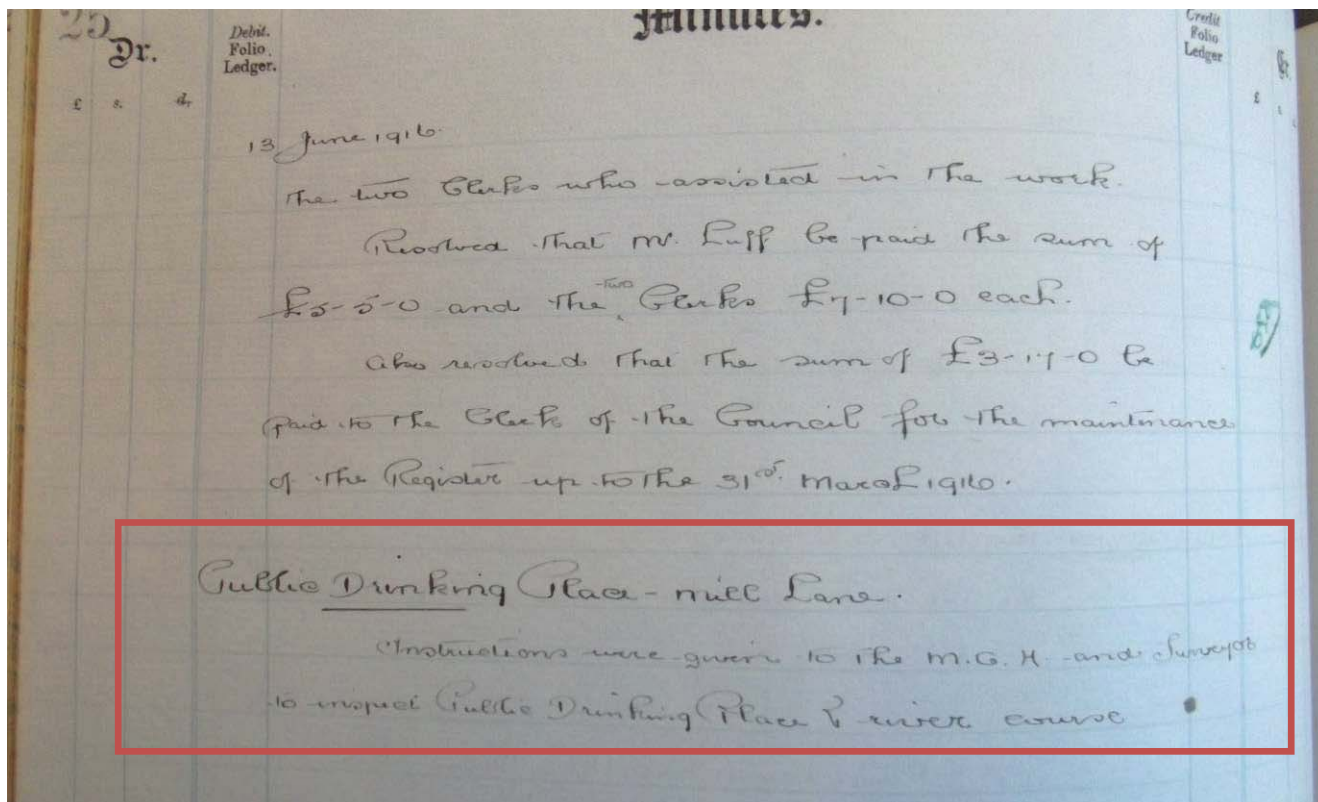 25
Minutes.
Dr.
Debit.
Folio
Ledger.
Credit
Folio
Ledger
Cr.
£ s. d.
£
13 June 1916.
The two Clerks who assisted in the work.
Resolved that Mr. Luff be paid the sum of
£5-5-0 and the two Clerks £7-10-0 each.
Also resolved that the sum of £3-17-0 be
paid to the Clerk of the Council for the maintenance
of the Register up to the 31st. March 1916.
Public Drinking Place - Mill Lane.
Instructions were given to the M.O.H. and Surveyor
to inspect Public Drinking Place & river course